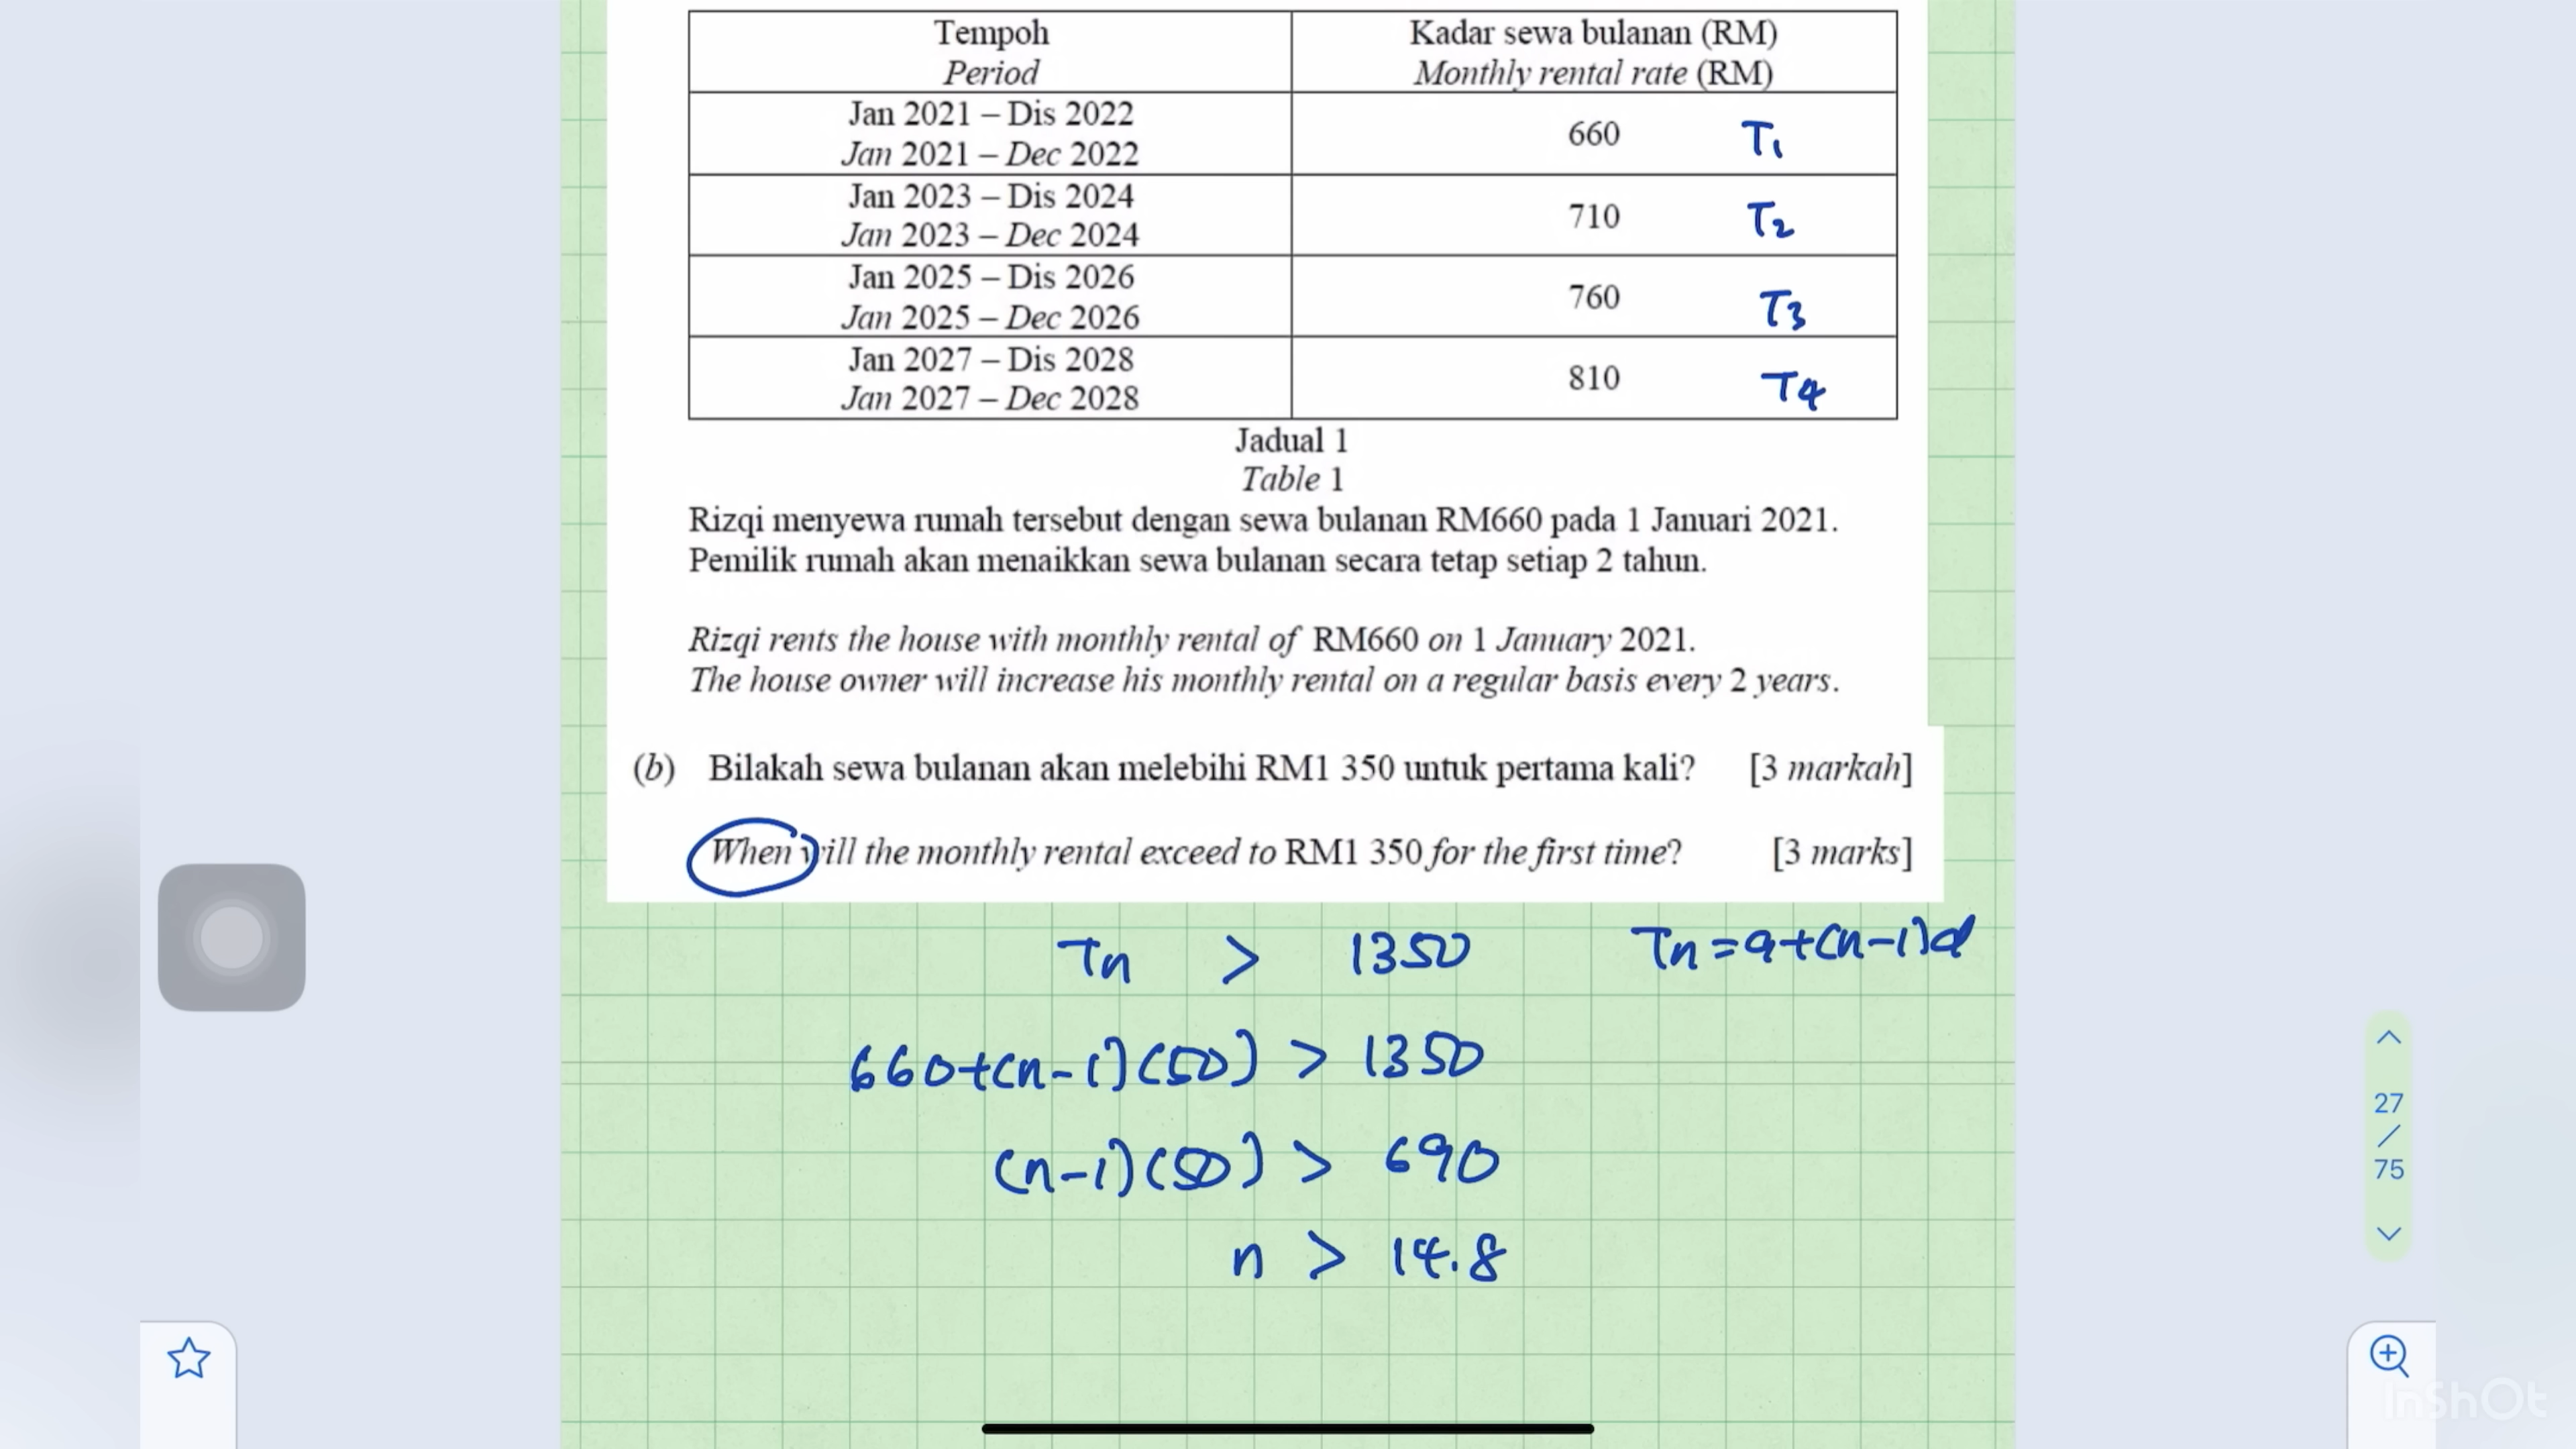 Tempoh
Period
Kadar sewa bulanan (RM)
Monthly rental rate (RM)
Jan 2021 – Dis 2022
Jan 2021 – Dec 2022
660 T1
Jan 2023 – Dis 2024
Jan 2023 – Dec 2024
710 T2
Jan 2025 – Dis 2026
Jan 2025 – Dec 2026
760 T3
Jan 2027 – Dis 2028
Jan 2027 – Dec 2028
810 T4
Jadual 1
Table 1
Rizqi menyewa rumah tersebut dengan sewa bulanan RM660 pada 1 Januari 2021.
Pemilik rumah akan menaikkan sewa bulanan secara tetap setiap 2 tahun.
Rizqi rents the house with monthly rental of RM660 on 1 January 2021.
The house owner will increase his monthly rental on a regular basis every 2 years.
(b) Bilakah sewa bulanan akan melebihi RM1 350 untuk pertama kali? [3 markah]
When will the monthly rental exceed to RM1 350 for the first time? [3 marks]
Tn > 1350 Tn = a+(n-1)d
660+(n-1)(50) > 1350
(n-1)(50) > 690
n > 14.8
27
/
75
InShOt